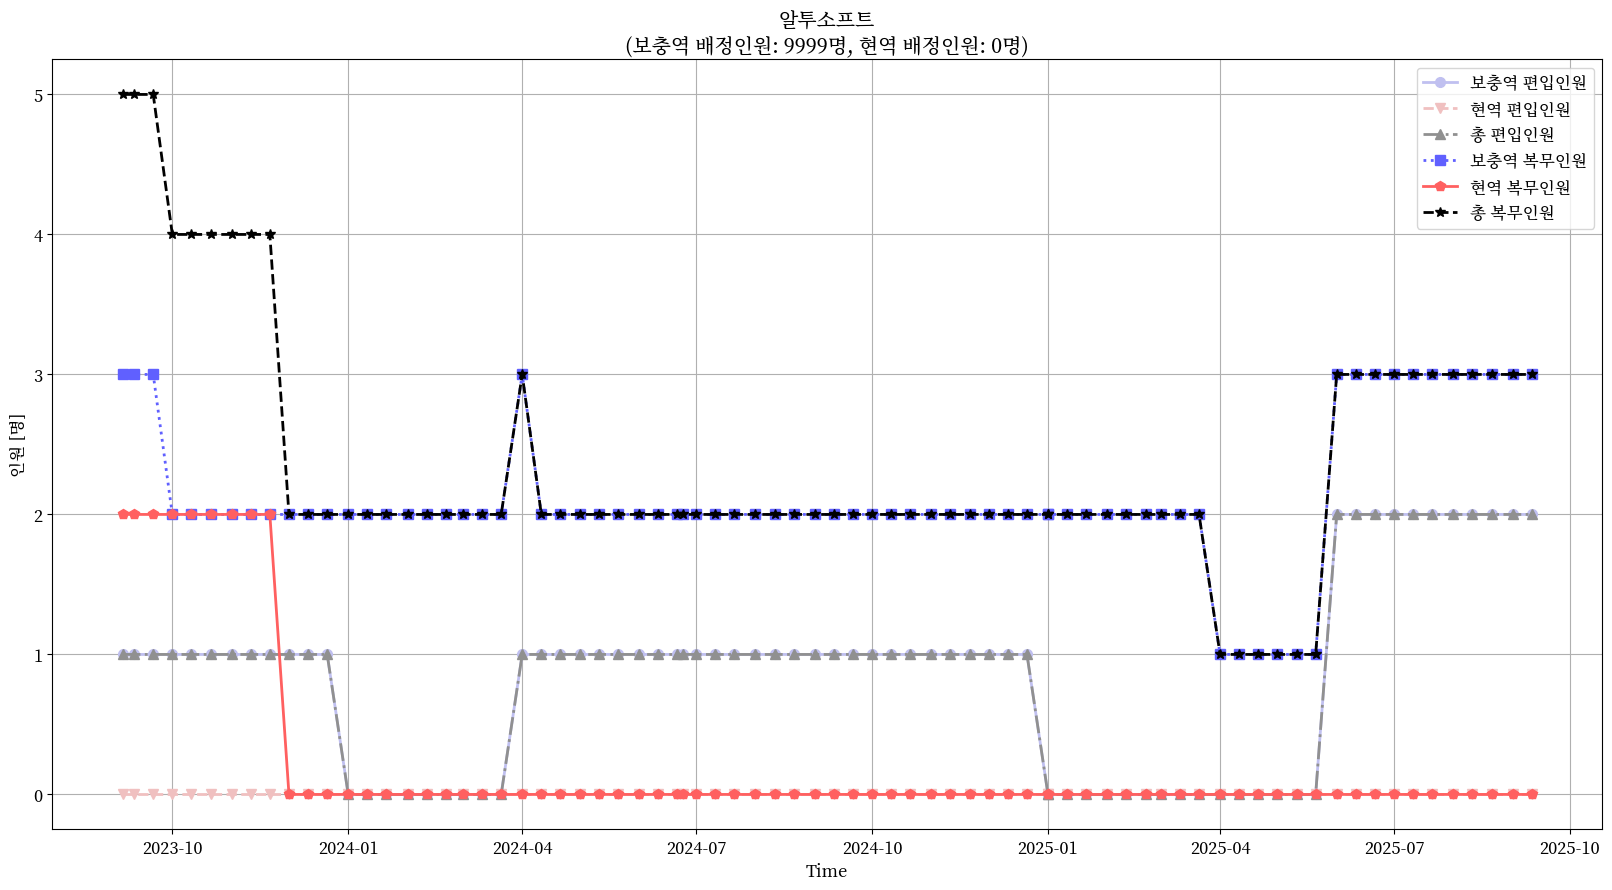 알투소프트
(보충역 배정인원: 9999명, 현역 배정인원: 0명)
보충역 편입인원
현역 편입인원
총 편입인원
보충역 복무인원
현역 복무인원
총 복무인원
인원 [명]
5
4
3
2
1
0
2023-10
2024-01
2024-04
2024-07
2024-10
2025-01
2025-04
2025-07
2025-10
Time